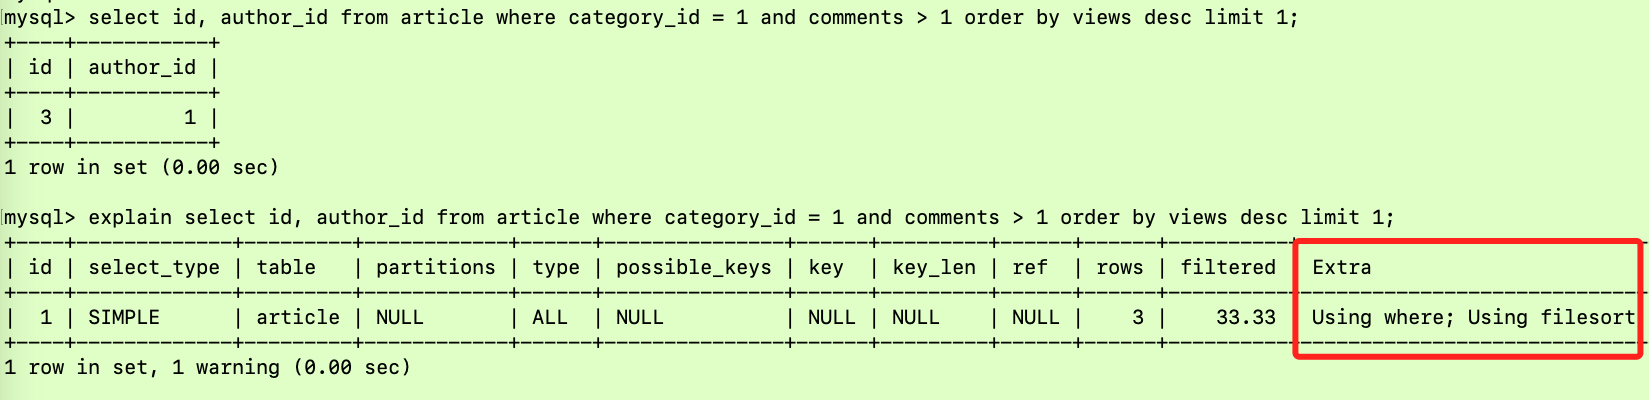 mysql> select id, author_id from article where category_id = 1 and comments > 1 order by views desc limit 1;
+----+-----------+
| id | author_id |
+----+-----------+
|  3 |         1 |
+----+-----------+
1 row in set (0.00 sec)
mysql> explain select id, author_id from article where category_id = 1 and comments > 1 order by views desc limit 1;
+----+-------------+---------+------------+------+---------------+------+---------+------+------+----------+-----------------------------
| id | select_type | table   | partitions | type | possible_keys | key  | key_len | ref  | rows | filtered | Extra
+----+-------------+---------+------------+------+---------------+------+---------+------+------+----------+-----------------------------
|  1 | SIMPLE      | article | NULL       | ALL  | NULL          | NULL | NULL    | NULL |    3 |    33.33 | Using where; Using filesort
+----+-------------+---------+------------+------+---------------+------+---------+------+------+----------+-----------------------------
1 row in set, 1 warning (0.00 sec)